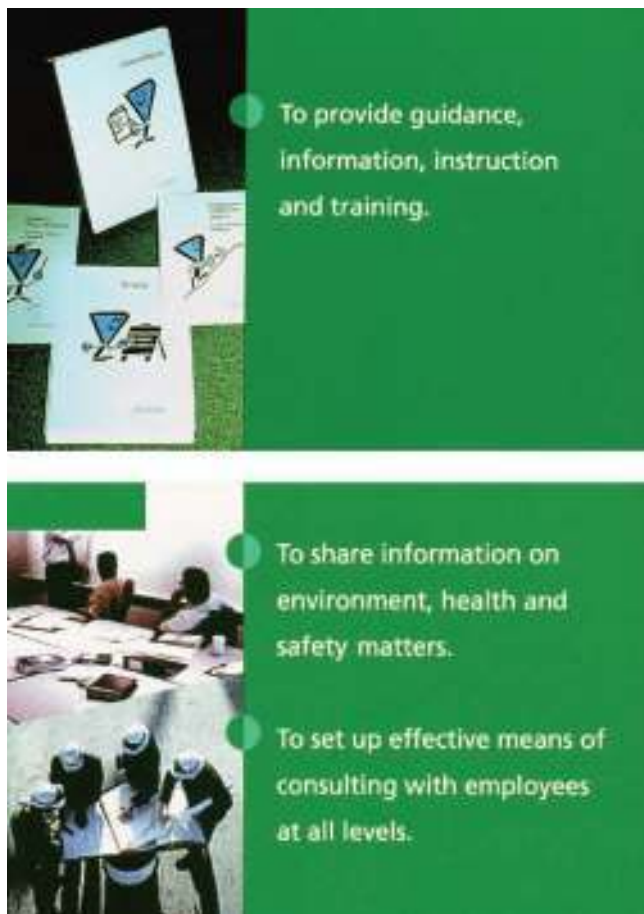 To provide guidance,
information, instruction
and training.
To share information on
environment, health and
safety matters.
To set up effective means of
consulting with employees
at all levels.